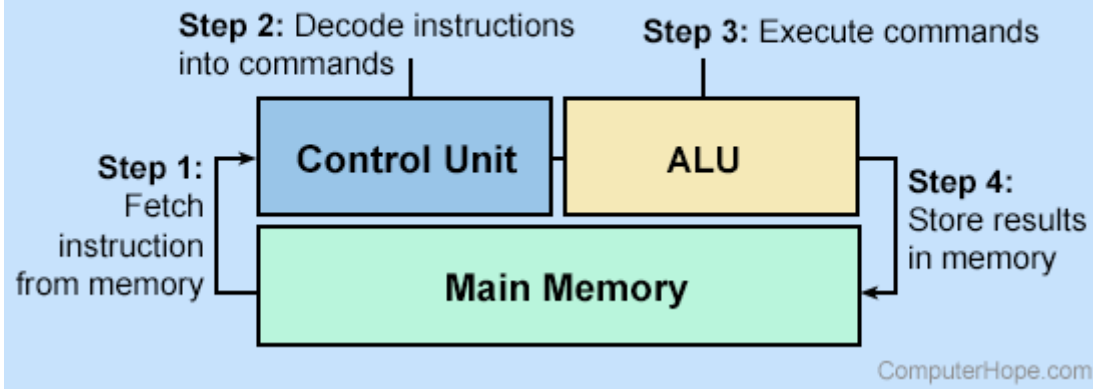 Step 2: Decode instructions
into commands
Step 3: Execute commands
Control Unit
ALU
Step 1:
Fetch
instruction
from memory
Step 4:
Store results
in memory
Main Memory
ComputerHope.com